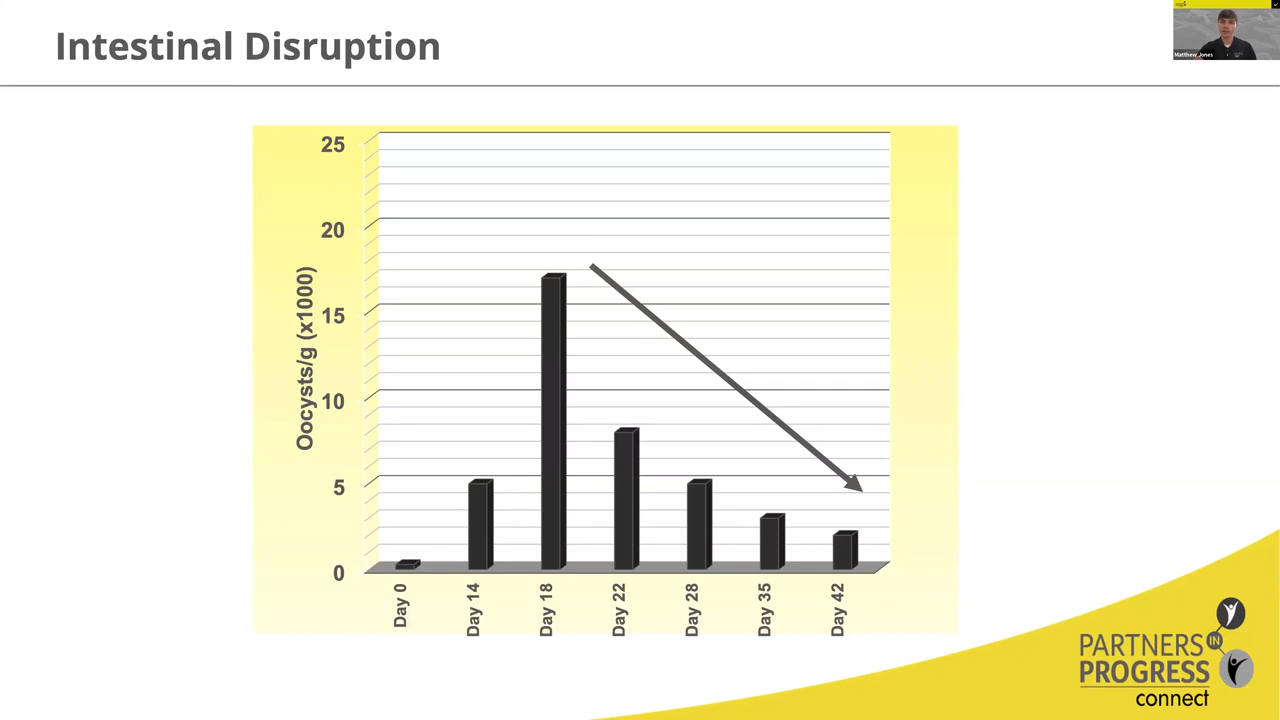 Intestinal Disruption
Matthew Jones
25
20
15
10
5
0
Oocysts/g (x1000)
Day 0
Day 14
Day 18
Day 22
Day 28
Day 35
Day 42
PARTNERS
IN
PROGRESS
connect